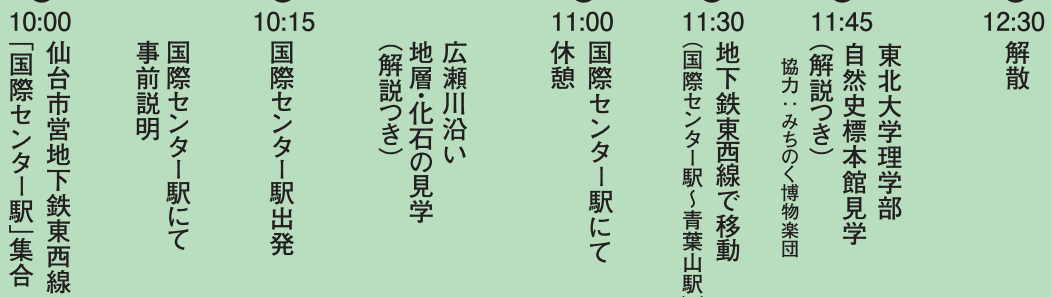 10:00
仙台市営地下鉄東西線
「国際センター駅」集合
国際センター駅にて
事前説明
10:15
国際センター駅出発
広瀬川沿い
地層・化石の見学
(解説つき)
11:00
国際センター駅にて
休憩
11:30
地下鉄東西線で移動
(国際センター駅〜青葉山駅)
11:45
東北大学理学部
自然史標本館見学
(解説つき)
協力:みちのく博物楽団
12:30
解散